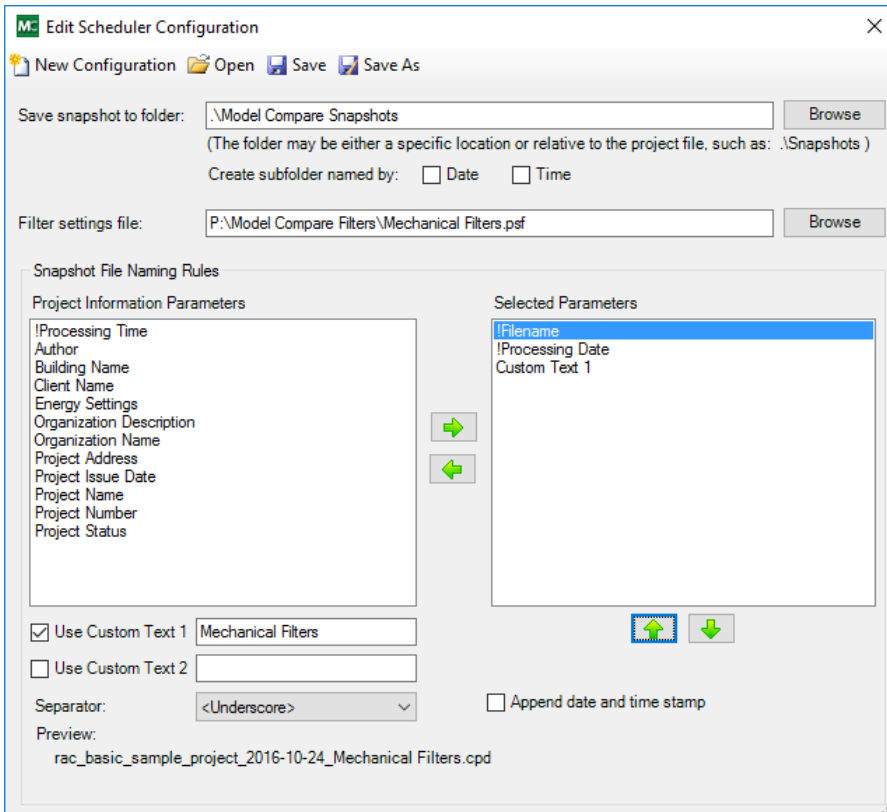 MC Edit Scheduler Configuration
New Configuration Open Save Save As
Save snapshot to folder: .\Model Compare Snapshots Browse
(The folder may be either a specific location or relative to the project file, such as: .\Snapshots )
Create subfolder named by: Date Time
Filter settings file: P:\Model Compare Filters\Mechanical Filters.psf Browse
Snapshot File Naming Rules
Project Information Parameters
!Processing Time
Author
Building Name
Client Name
Energy Settings
Organization Description
Organization Name
Project Address
Project Issue Date
Project Name
Project Number
Project Status
Selected Parameters
!Filename
!Processing Date
Custom Text 1
Use Custom Text 1 Mechanical Filters
Use Custom Text 2
Separator: <Underscore> Append date and time stamp
Preview:
rac_basic_sample_project_2016-10-24_Mechanical Filters.cpd